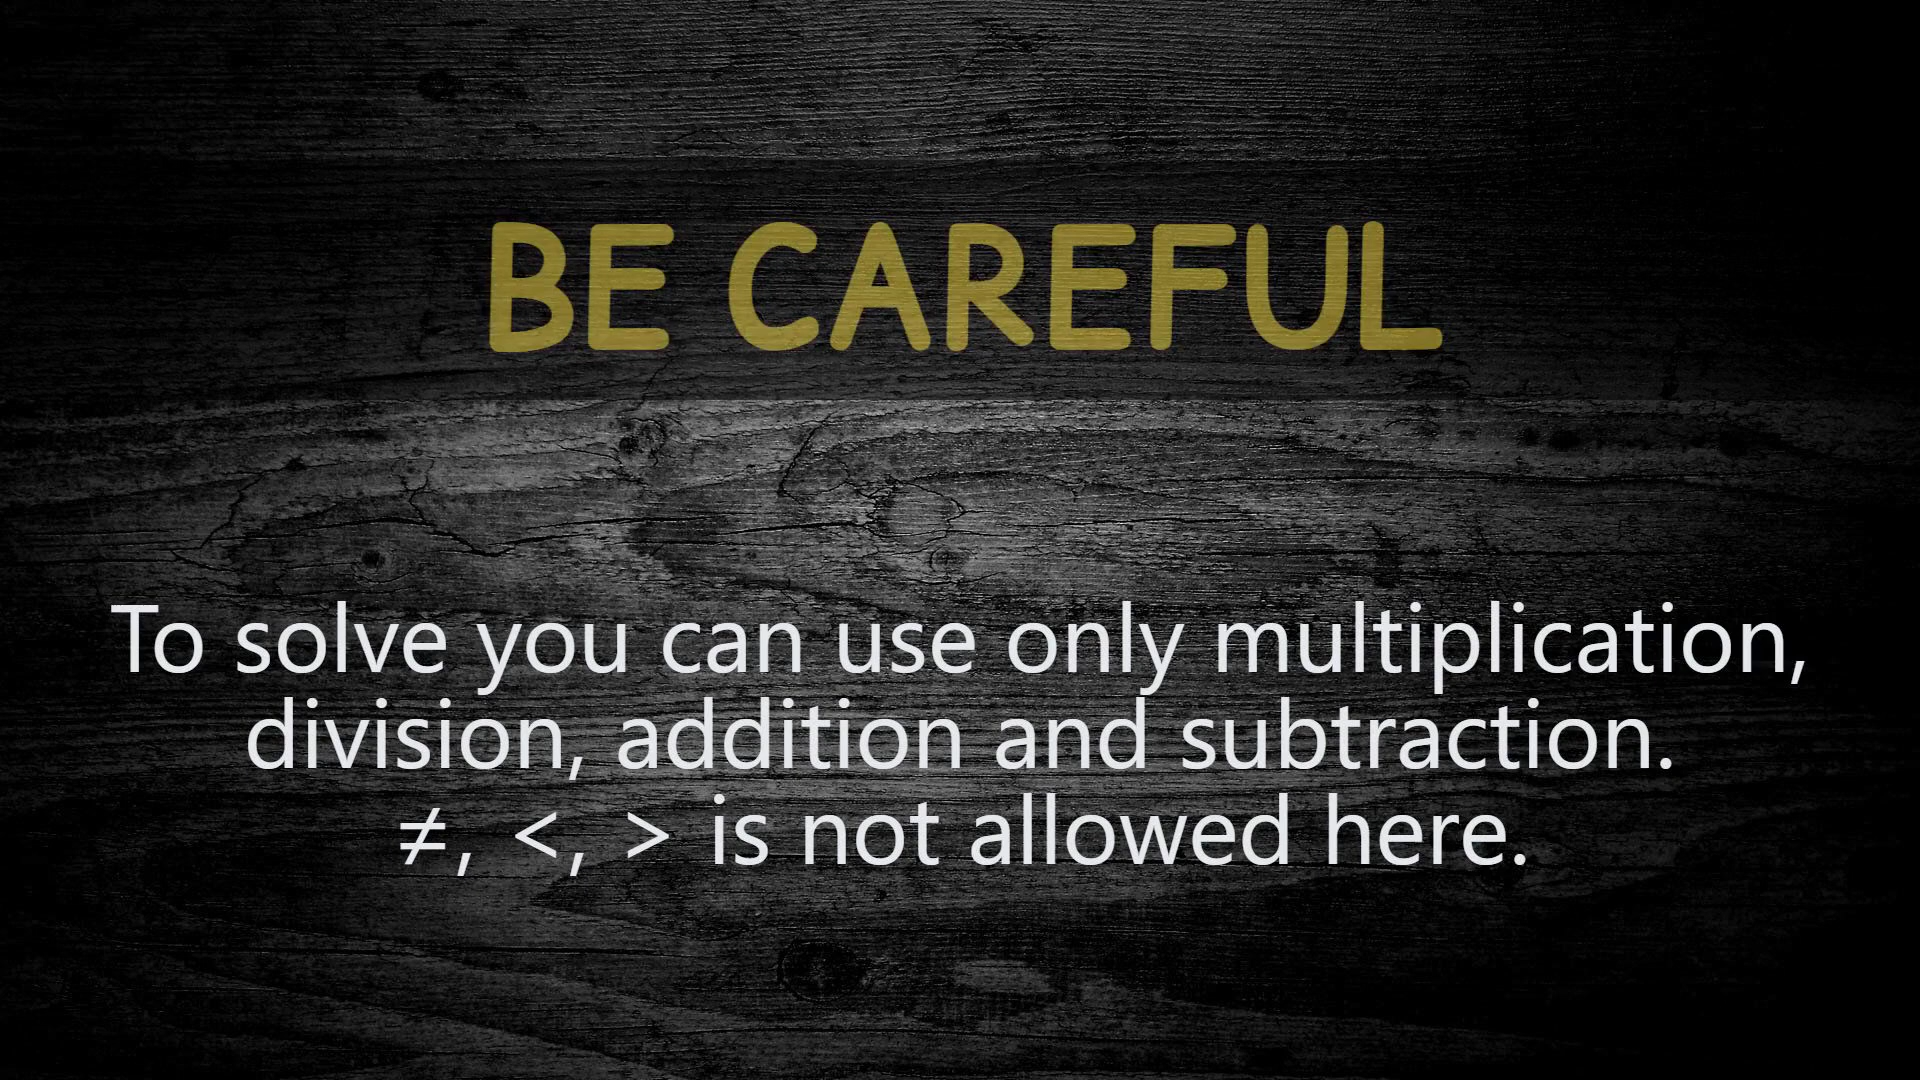 BE CAREFUL
To solve you can use only multiplication,
division, addition and subtraction.
≠, <, > is not allowed here.